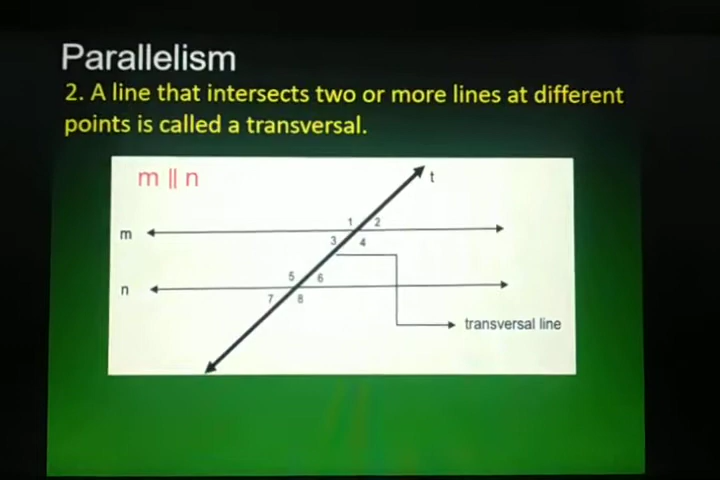 Parallelism
2. A line that intersects two or more lines at different
points is called a transversal.
m || n
t
1 2
m
3 4
5 6
n
7 8
transversal line